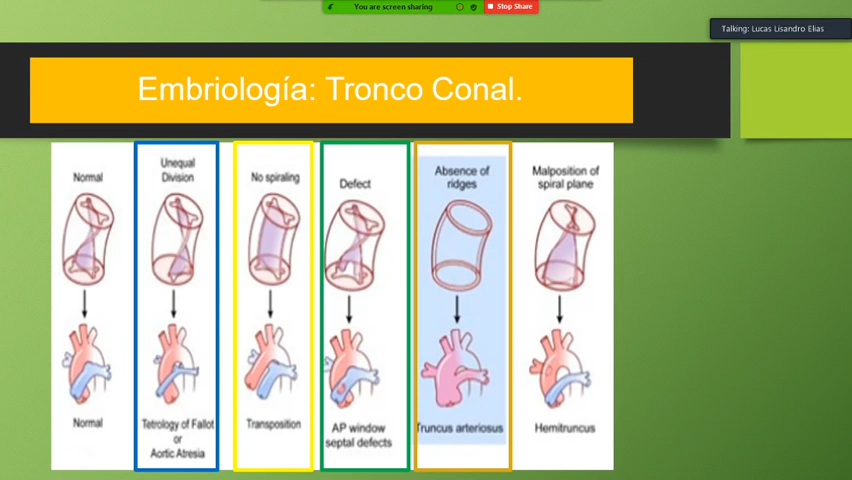 You are screen sharing
Stop Share
Talking: Lucas Lisandro Elias
Embriología: Tronco Conal.
Normal
Unequal
Division
No spiraling
Defect
Absence of
ridges
Malposition of
spiral plane
Normal
Tetrology of Fallot
or
Aortic Atresia
Transposition
AP window
septal defects
Truncus arteriosus
Hemitruncus